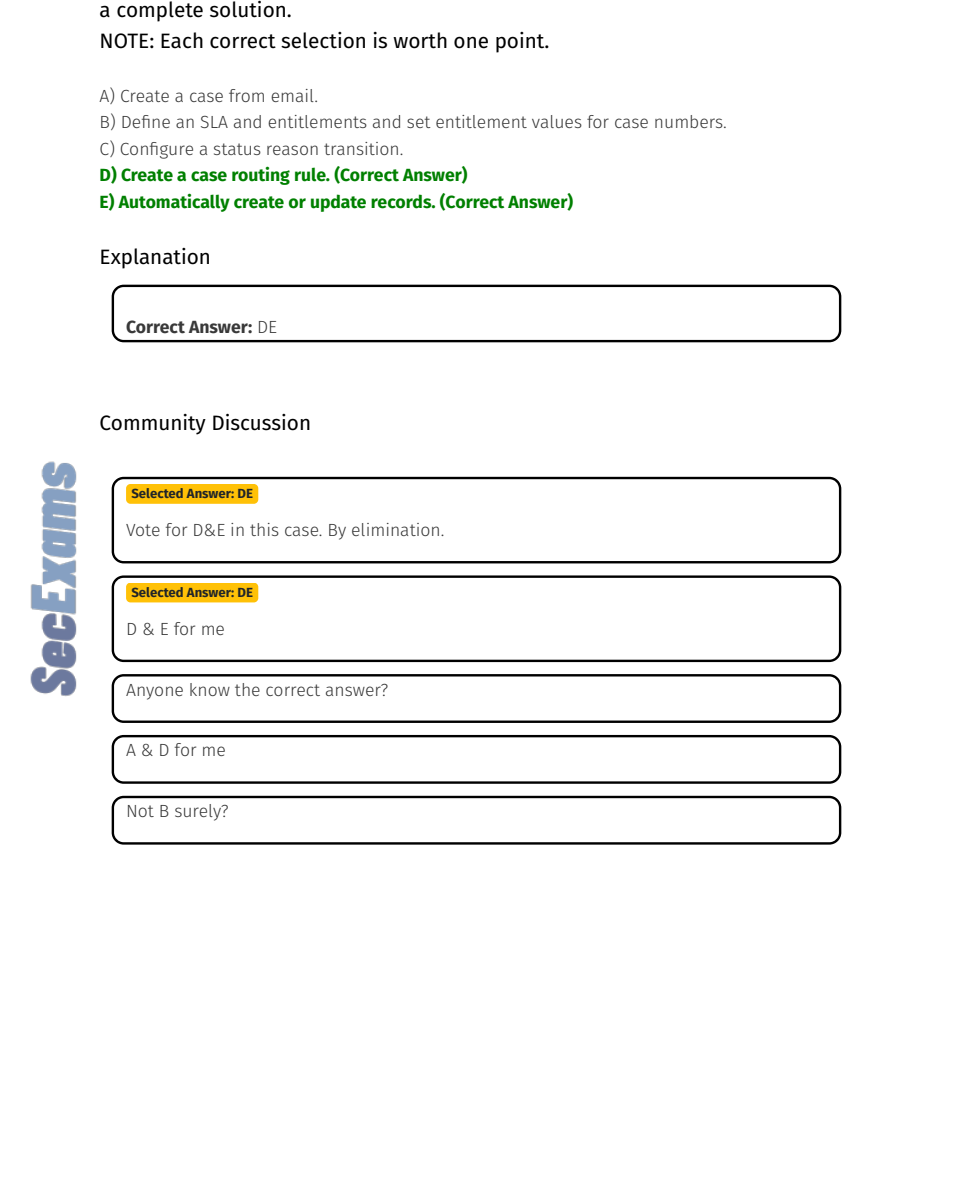 a complete solution.
NOTE: Each correct selection is worth one point.
A) Create a case from email.
B) Define an SLA and entitlements and set entitlement values for case numbers.
C) Configure a status reason transition.
D) Create a case routing rule. (Correct Answer)
E) Automatically create or update records. (Correct Answer)
Explanation
Correct Answer: DE
Community Discussion
Selected Answer: DE
Vote for D&E in this case. By elimination.
Selected Answer: DE
D & E for me
Anyone know the correct answer?
A & D for me
Not B surely?
SecExams